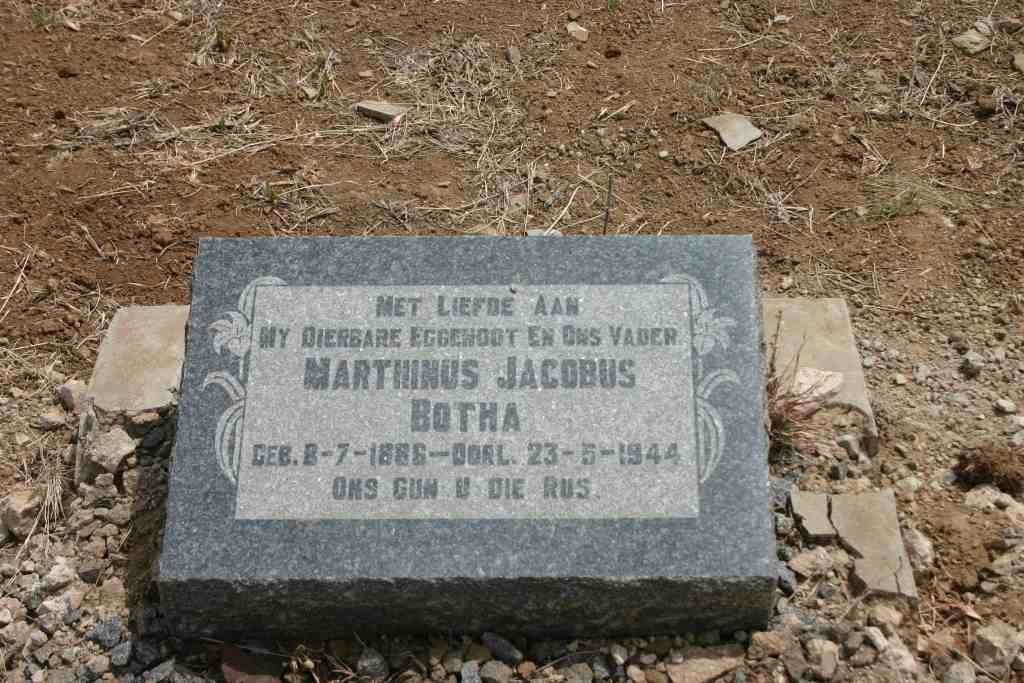 MET LIEFDE AAN
MY DIERBARE EGGENOOT EN ONS VADER
MARTHINUS JACOBUS
BOTHA
GEB. 8-7-1886 — OORL. 23-5-1944
ONS GUN U DIE RUS.